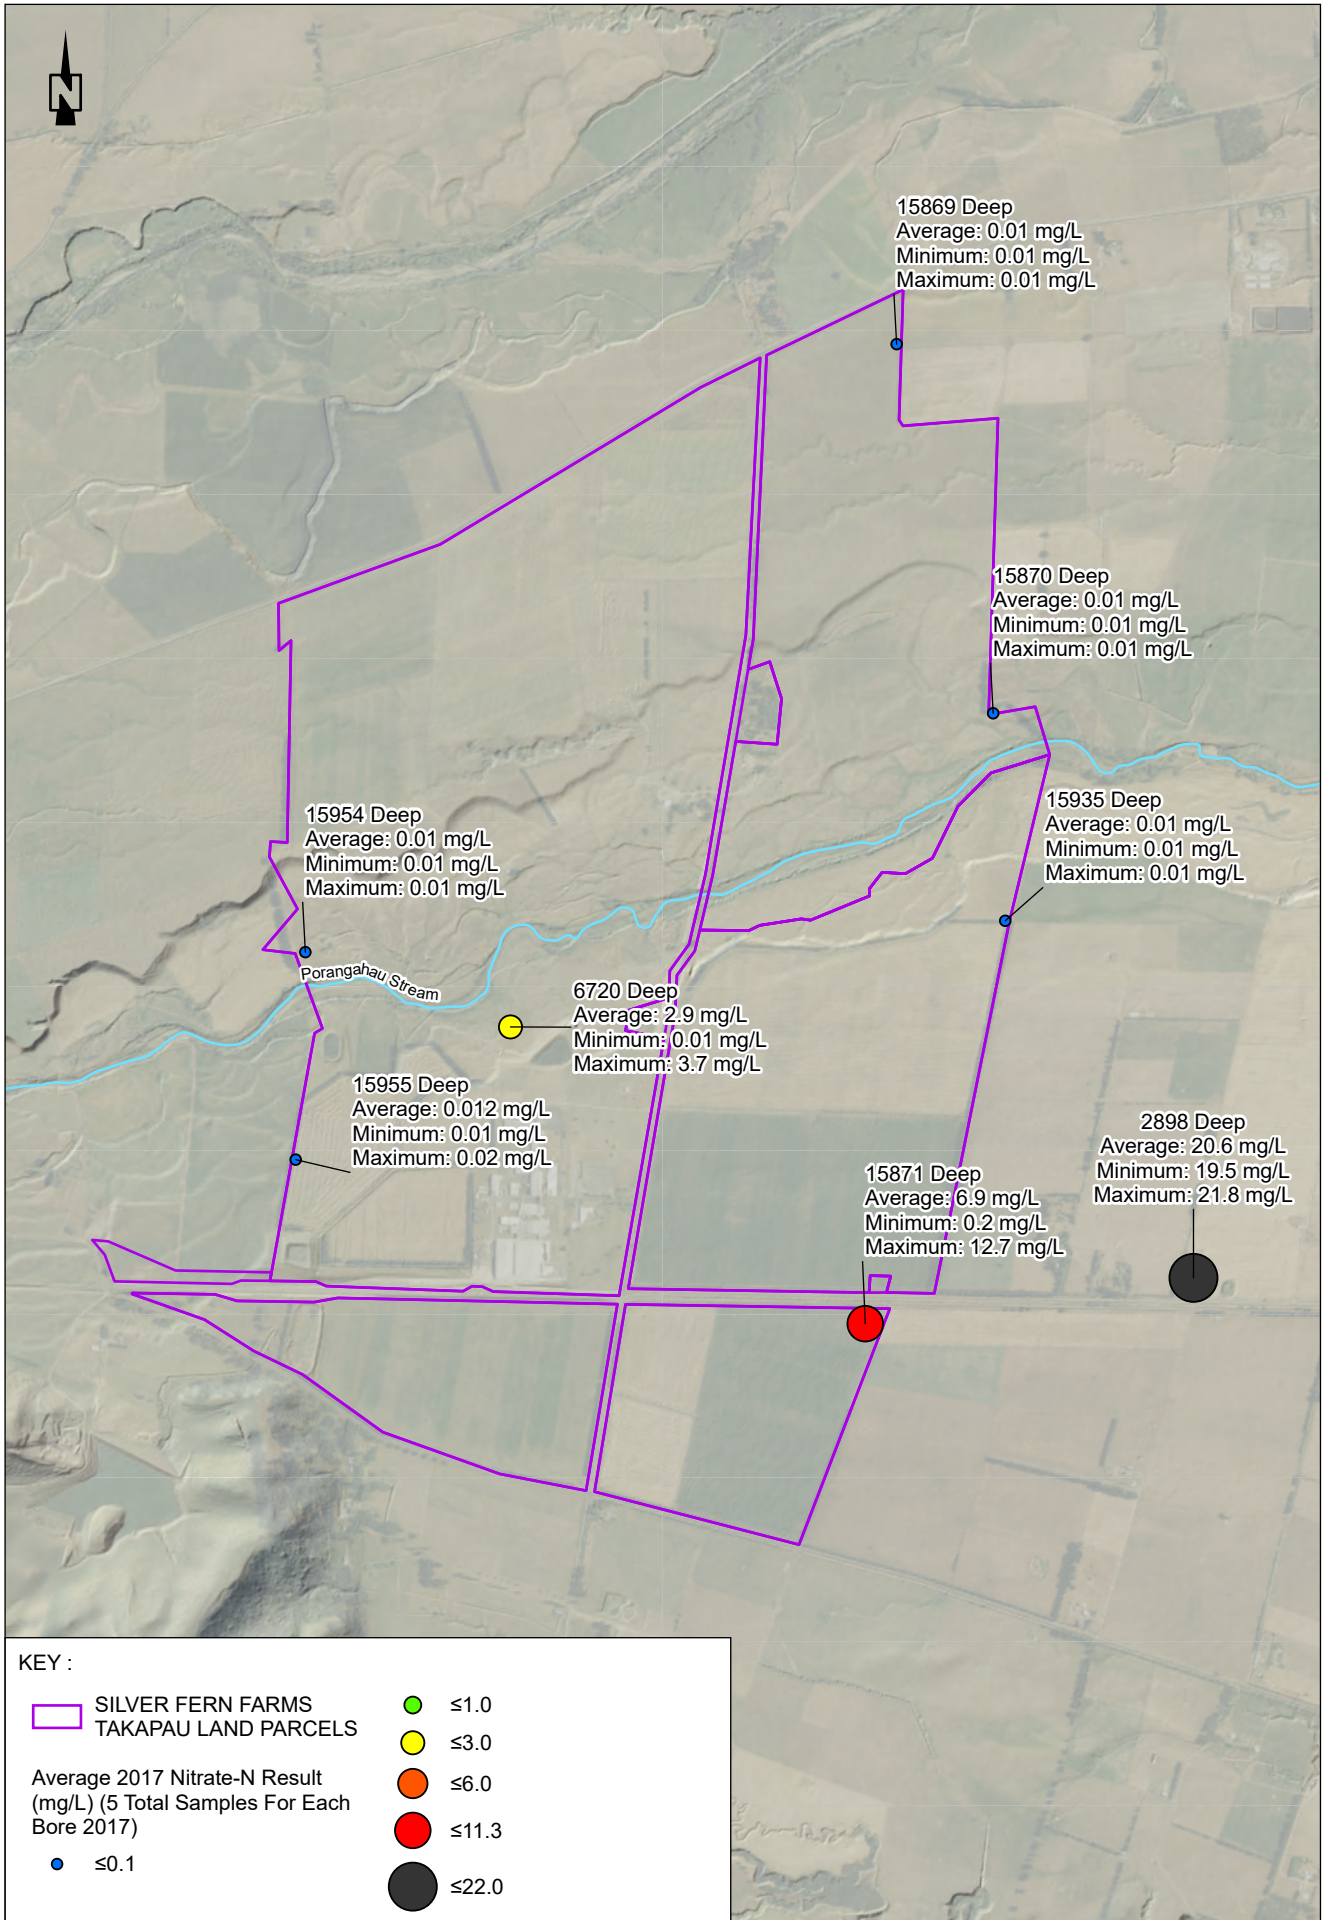 N
15869 Deep
Average: 0.01 mg/L
Minimum: 0.01 mg/L
Maximum: 0.01 mg/L
15870 Deep
Average: 0.01 mg/L
Minimum: 0.01 mg/L
Maximum: 0.01 mg/L
15935 Deep
Average: 0.01 mg/L
Minimum: 0.01 mg/L
Maximum: 0.01 mg/L
15954 Deep
Average: 0.01 mg/L
Minimum: 0.01 mg/L
Maximum: 0.01 mg/L
Porangahau Stream
6720 Deep
Average: 2.9 mg/L
Minimum: 0.01 mg/L
Maximum: 3.7 mg/L
15955 Deep
Average: 0.012 mg/L
Minimum: 0.01 mg/L
Maximum: 0.02 mg/L
2898 Deep
Average: 20.6 mg/L
Minimum: 19.5 mg/L
Maximum: 21.8 mg/L
15871 Deep
Average: 6.9 mg/L
Minimum: 0.2 mg/L
Maximum: 12.7 mg/L
KEY :
SILVER FERN FARMS
TAKAPAU LAND PARCELS
Average 2017 Nitrate-N Result
(mg/L) (5 Total Samples For Each
Bore 2017)
≤0.1
≤1.0
≤3.0
≤6.0
≤11.3
≤22.0